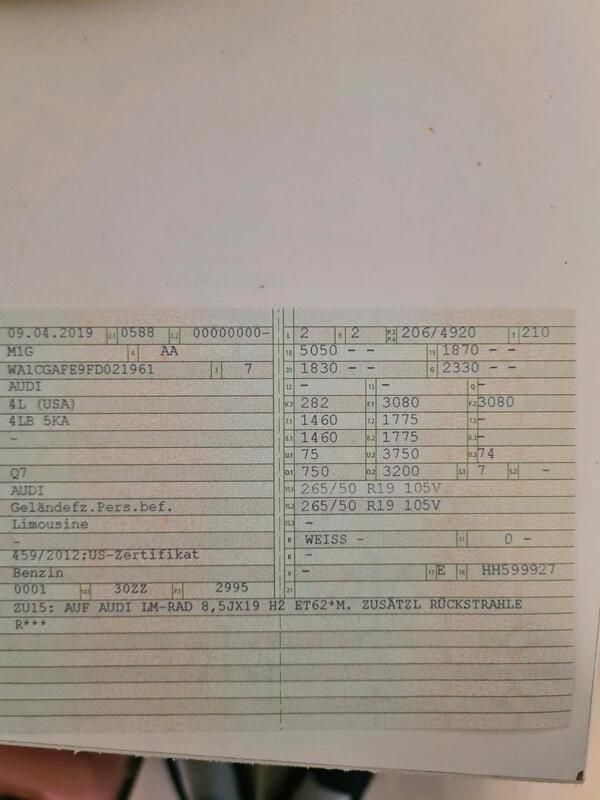 09.04.2019 2.1 0588 2.2 00000000- L 2 9 2 P.2 P.4 206/4920 T 210
M1G 4 AA 18 5050 - - 19 1870 - -
WA1CGAFE9FD021961 3 7 20 1830 - - G 2330 - -
AUDI 12 - 13 - Q -
4L (USA) V.7 282 F.1 3080 F.2 3080
4LB 5KA 7.1 1460 7.2 1775 7.3 -
- 8.1 1460 8.2 1775 8.3 -
U.1 75 U.2 3750 U.3 74
Q7 O.1 750 O.2 3200 S.1 7 S.2 -
AUDI 15.1 265/50 R19 105V
Geländefz.Pers.bef. 15.2 265/50 R19 105V
Limousine 15.3 -
- R WEISS - 11 0 -
459/2012;US-Zertifikat K -
Benzin 6 - 17 E 16 HH599927
0001 14.1 30ZZ P.1 2995 21
ZU15: AUF AUDI LM-RAD 8,5JX19 H2 ET62*M. ZUSÄTZL RÜCKSTRAHLE
R***